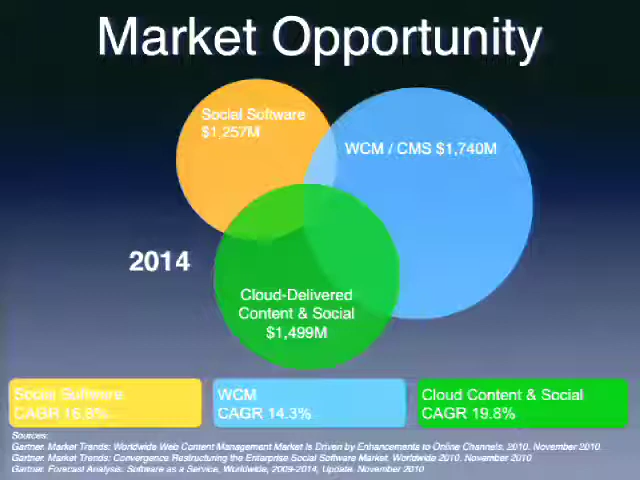 Market Opportunity
Social Software
$1,257M
WCM / CMS $1,740M
2014
Cloud-Delivered
Content & Social
$1,499M
Social Software
CAGR
WCM
CAGR 14.3%
Cloud Content & Social
CAGR 19.8%
Sources:
Gartner. Market Trends: Worldwide Web Content Management Market Is Driven by Enhancements to Online Channels, 2010. November 2010
Gartner. Market Trends: Convergence Restructuring the Enterprise Social Software Market. Worldwide 2010. November 2010
Gartner. Forecast Analysis: Software as a Service, Worldwide, 2009-2014, Update. November 2010